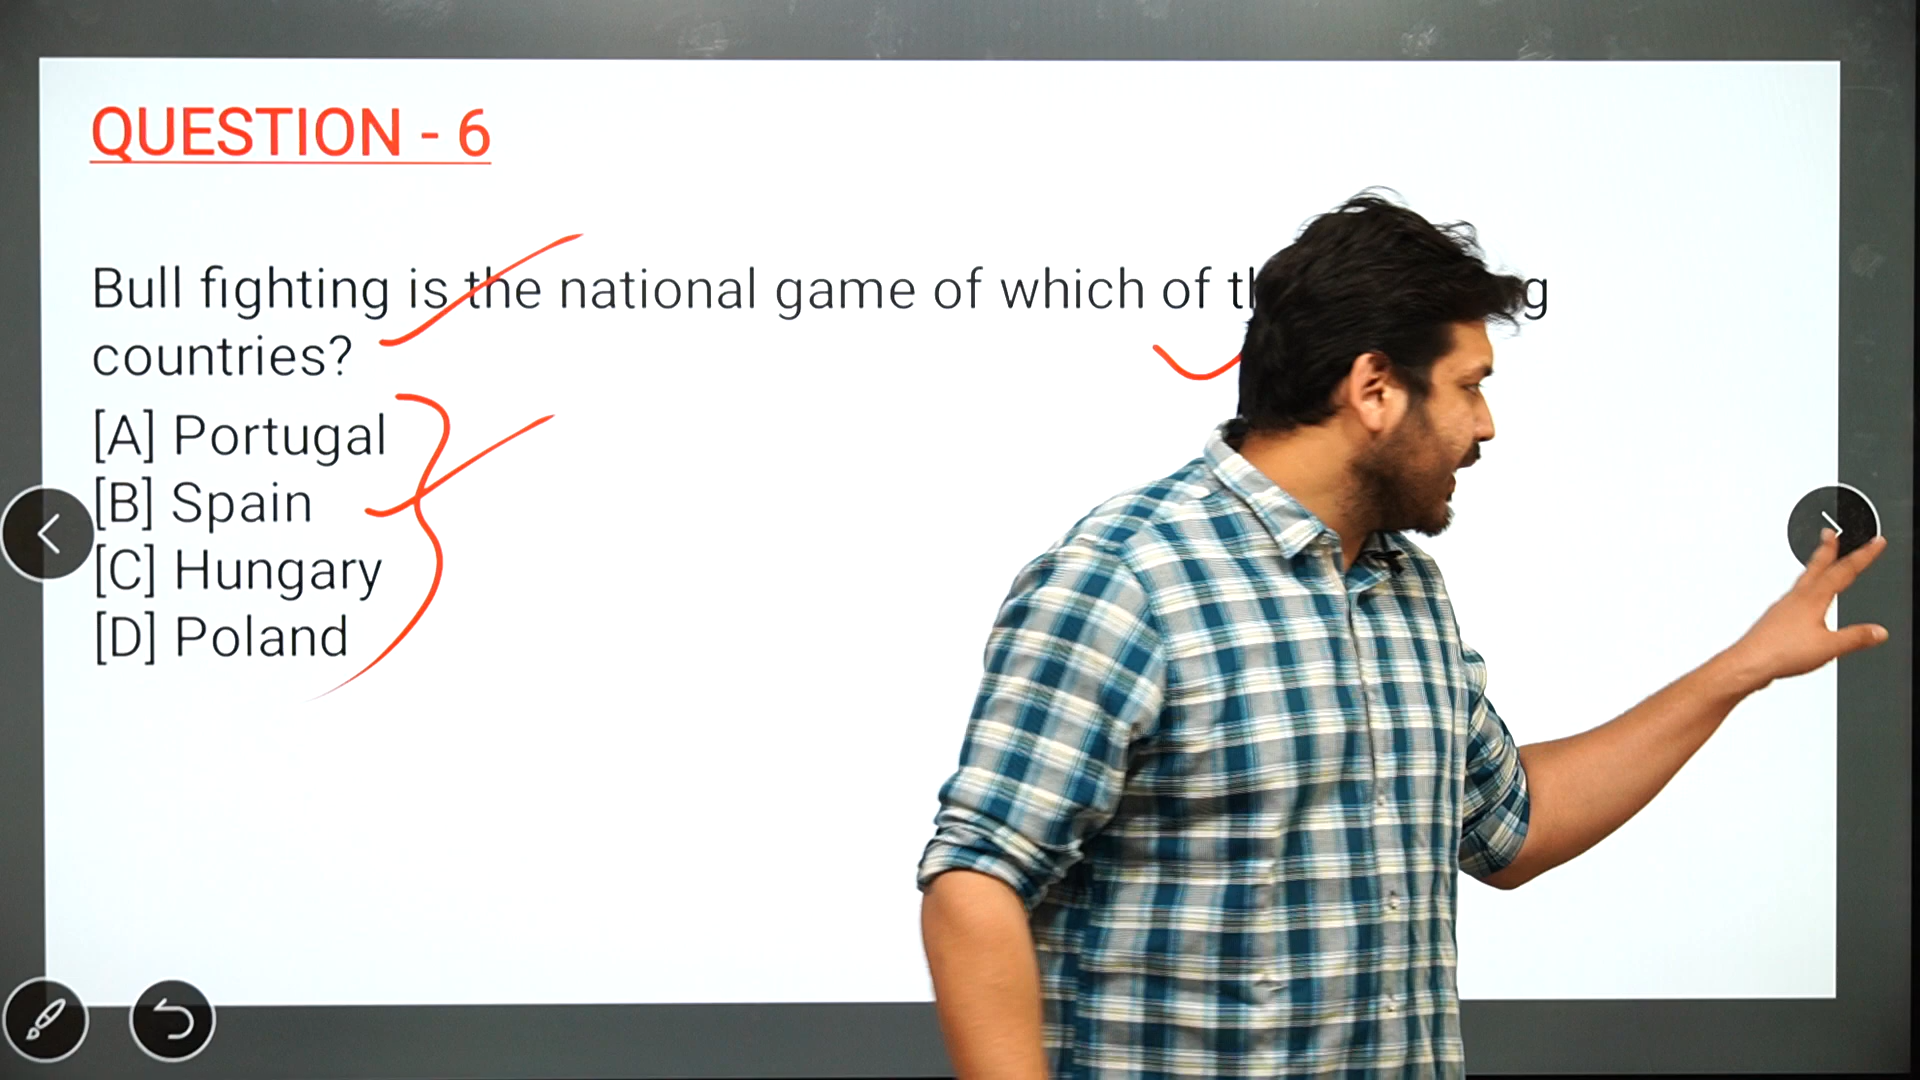 QUESTION - 6
Bull fighting is the national game of which of
countries?
[A] Portugal
[B] Spain
[C] Hungary
[D] Poland